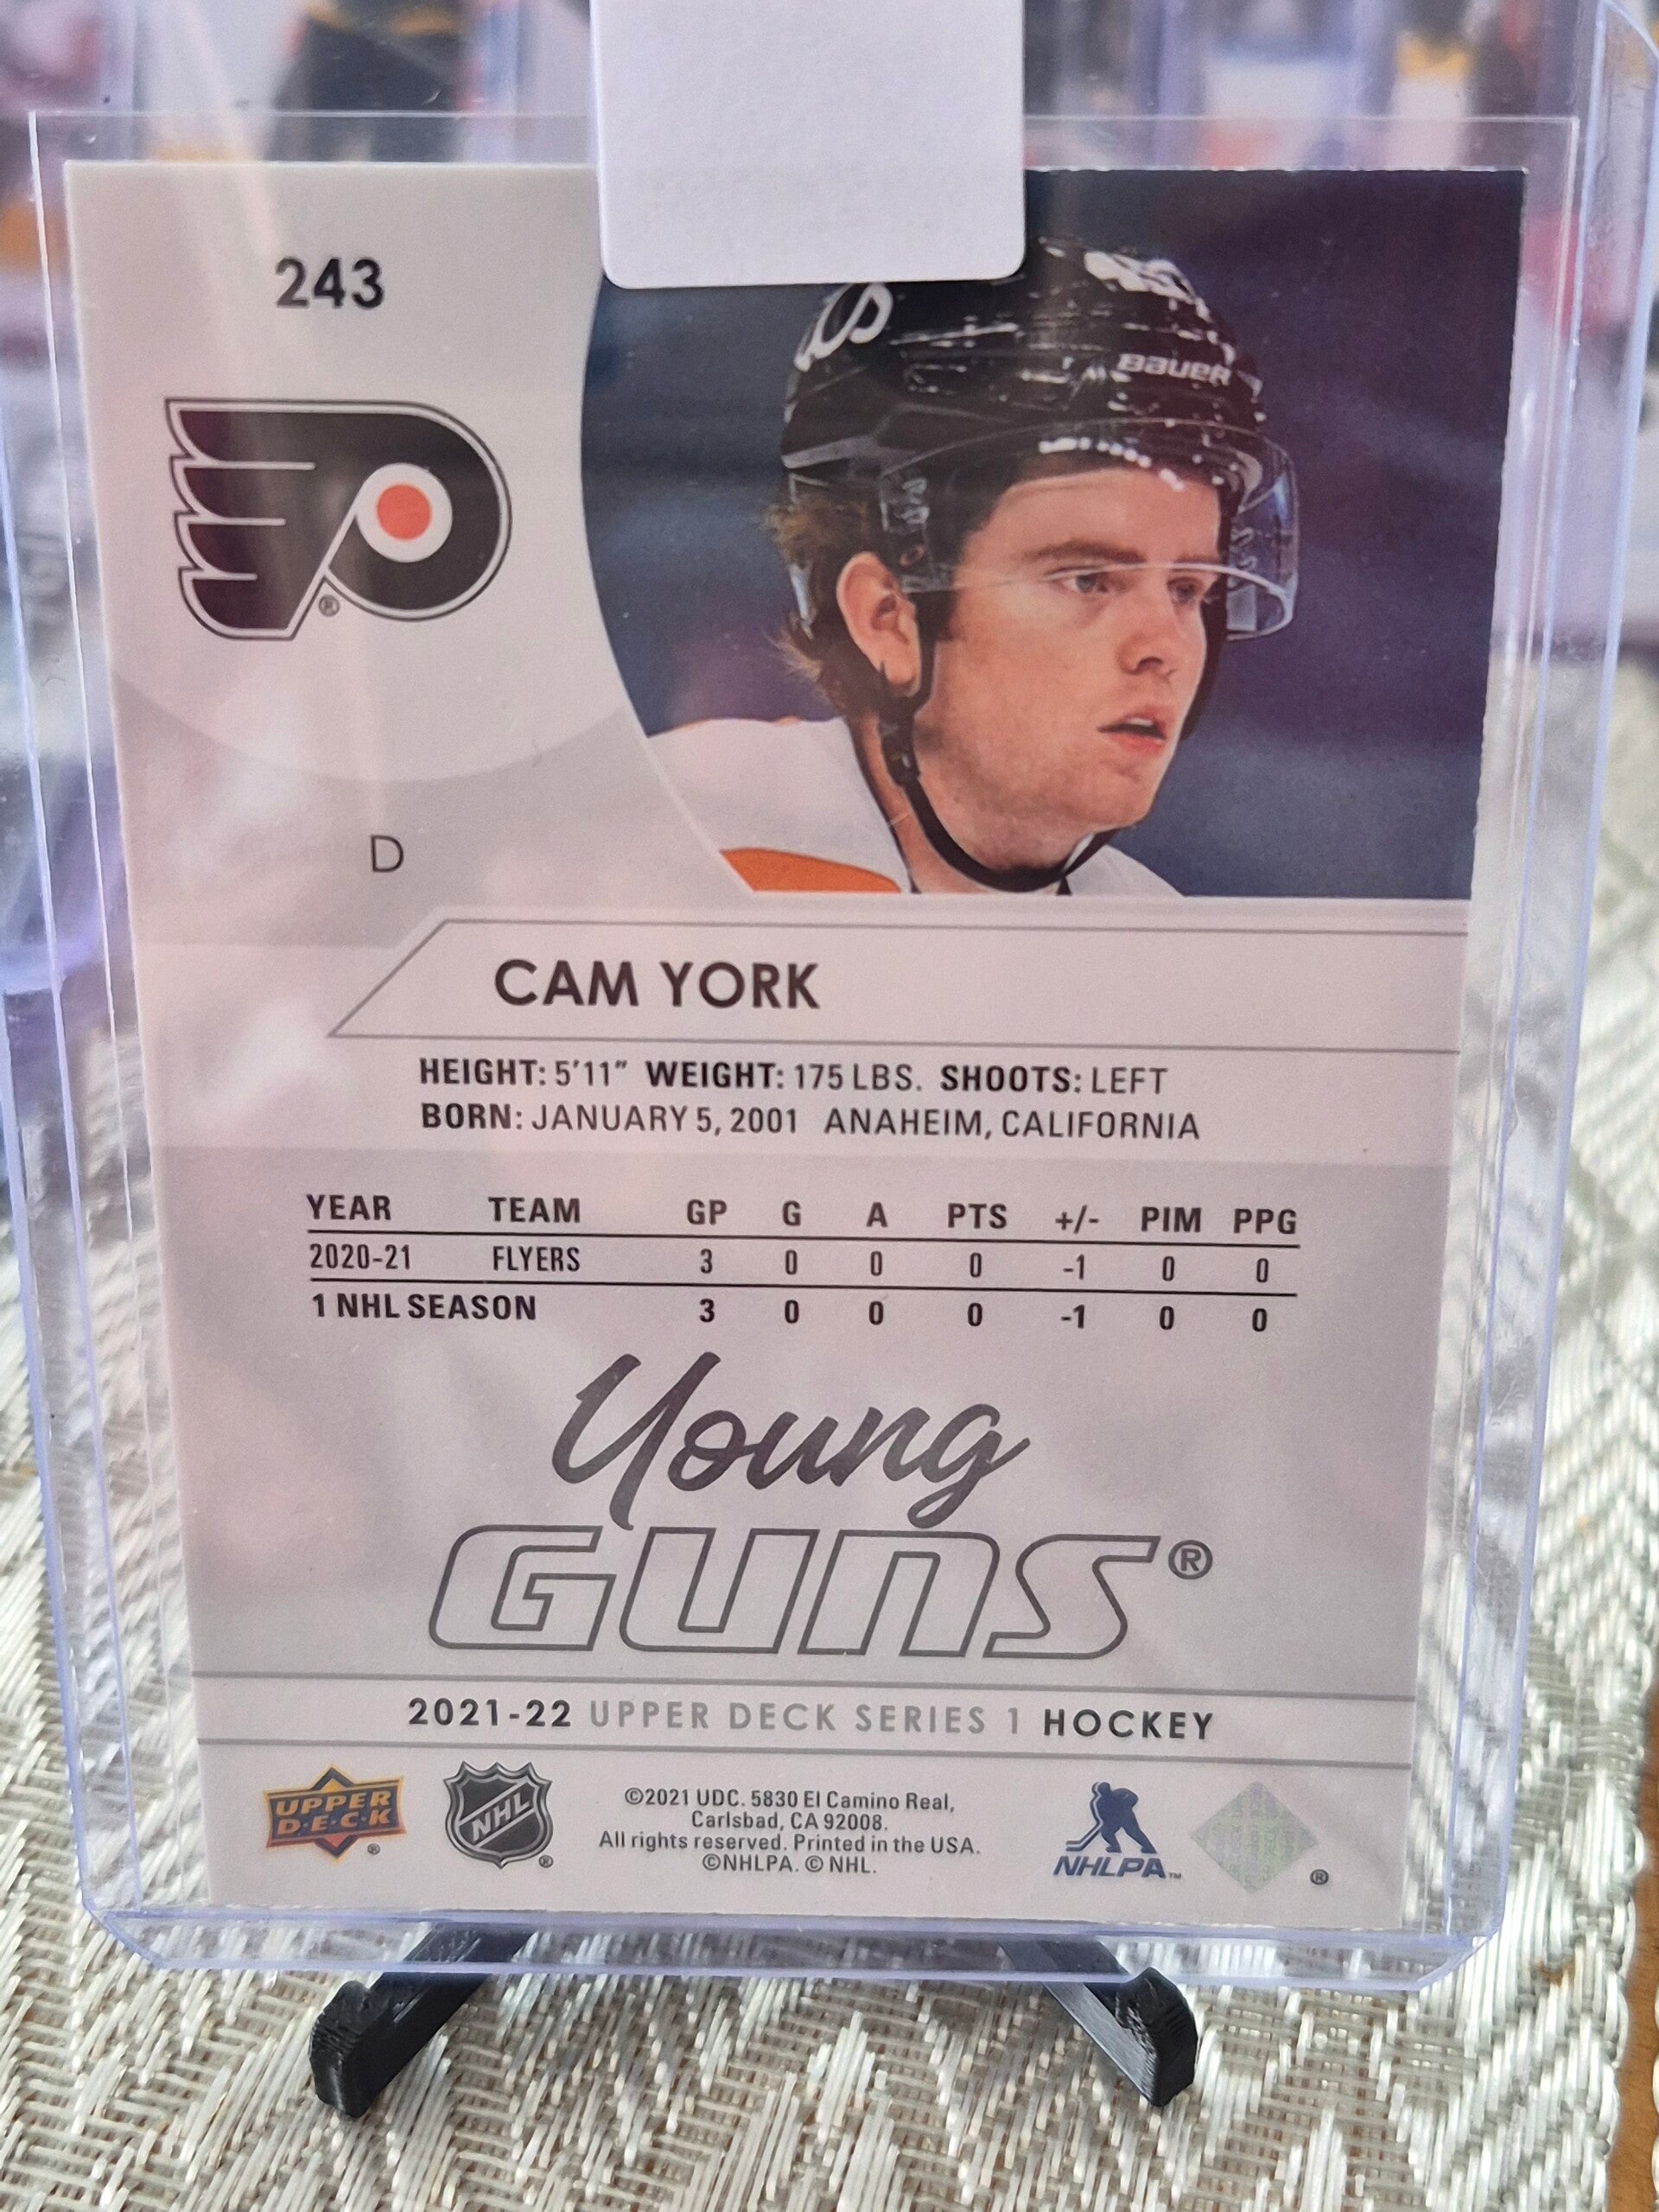 243
Bauer
®
D
CAM YORK
HEIGHT: 5'11" WEIGHT: 175 LBS. SHOOTS: LEFT
BORN: JANUARY 5, 2001 ANAHEIM, CALIFORNIA
YEAR TEAM GP G A PTS +/- PIM PPG
2020-21 FLYERS 3 0 0 0 -1 0 0
1 NHL SEASON 3 0 0 0 -1 0 0
Young
GUNS®
2021-22 UPPER DECK SERIES 1 HOCKEY
UPPER
D·E·C·K
®
NHL
®
©2021 UDC. 5830 El Camino Real,
Carlsbad, CA 92008.
All rights reserved. Printed in the USA.
©NHLPA. © NHL.
NHLPA™
®